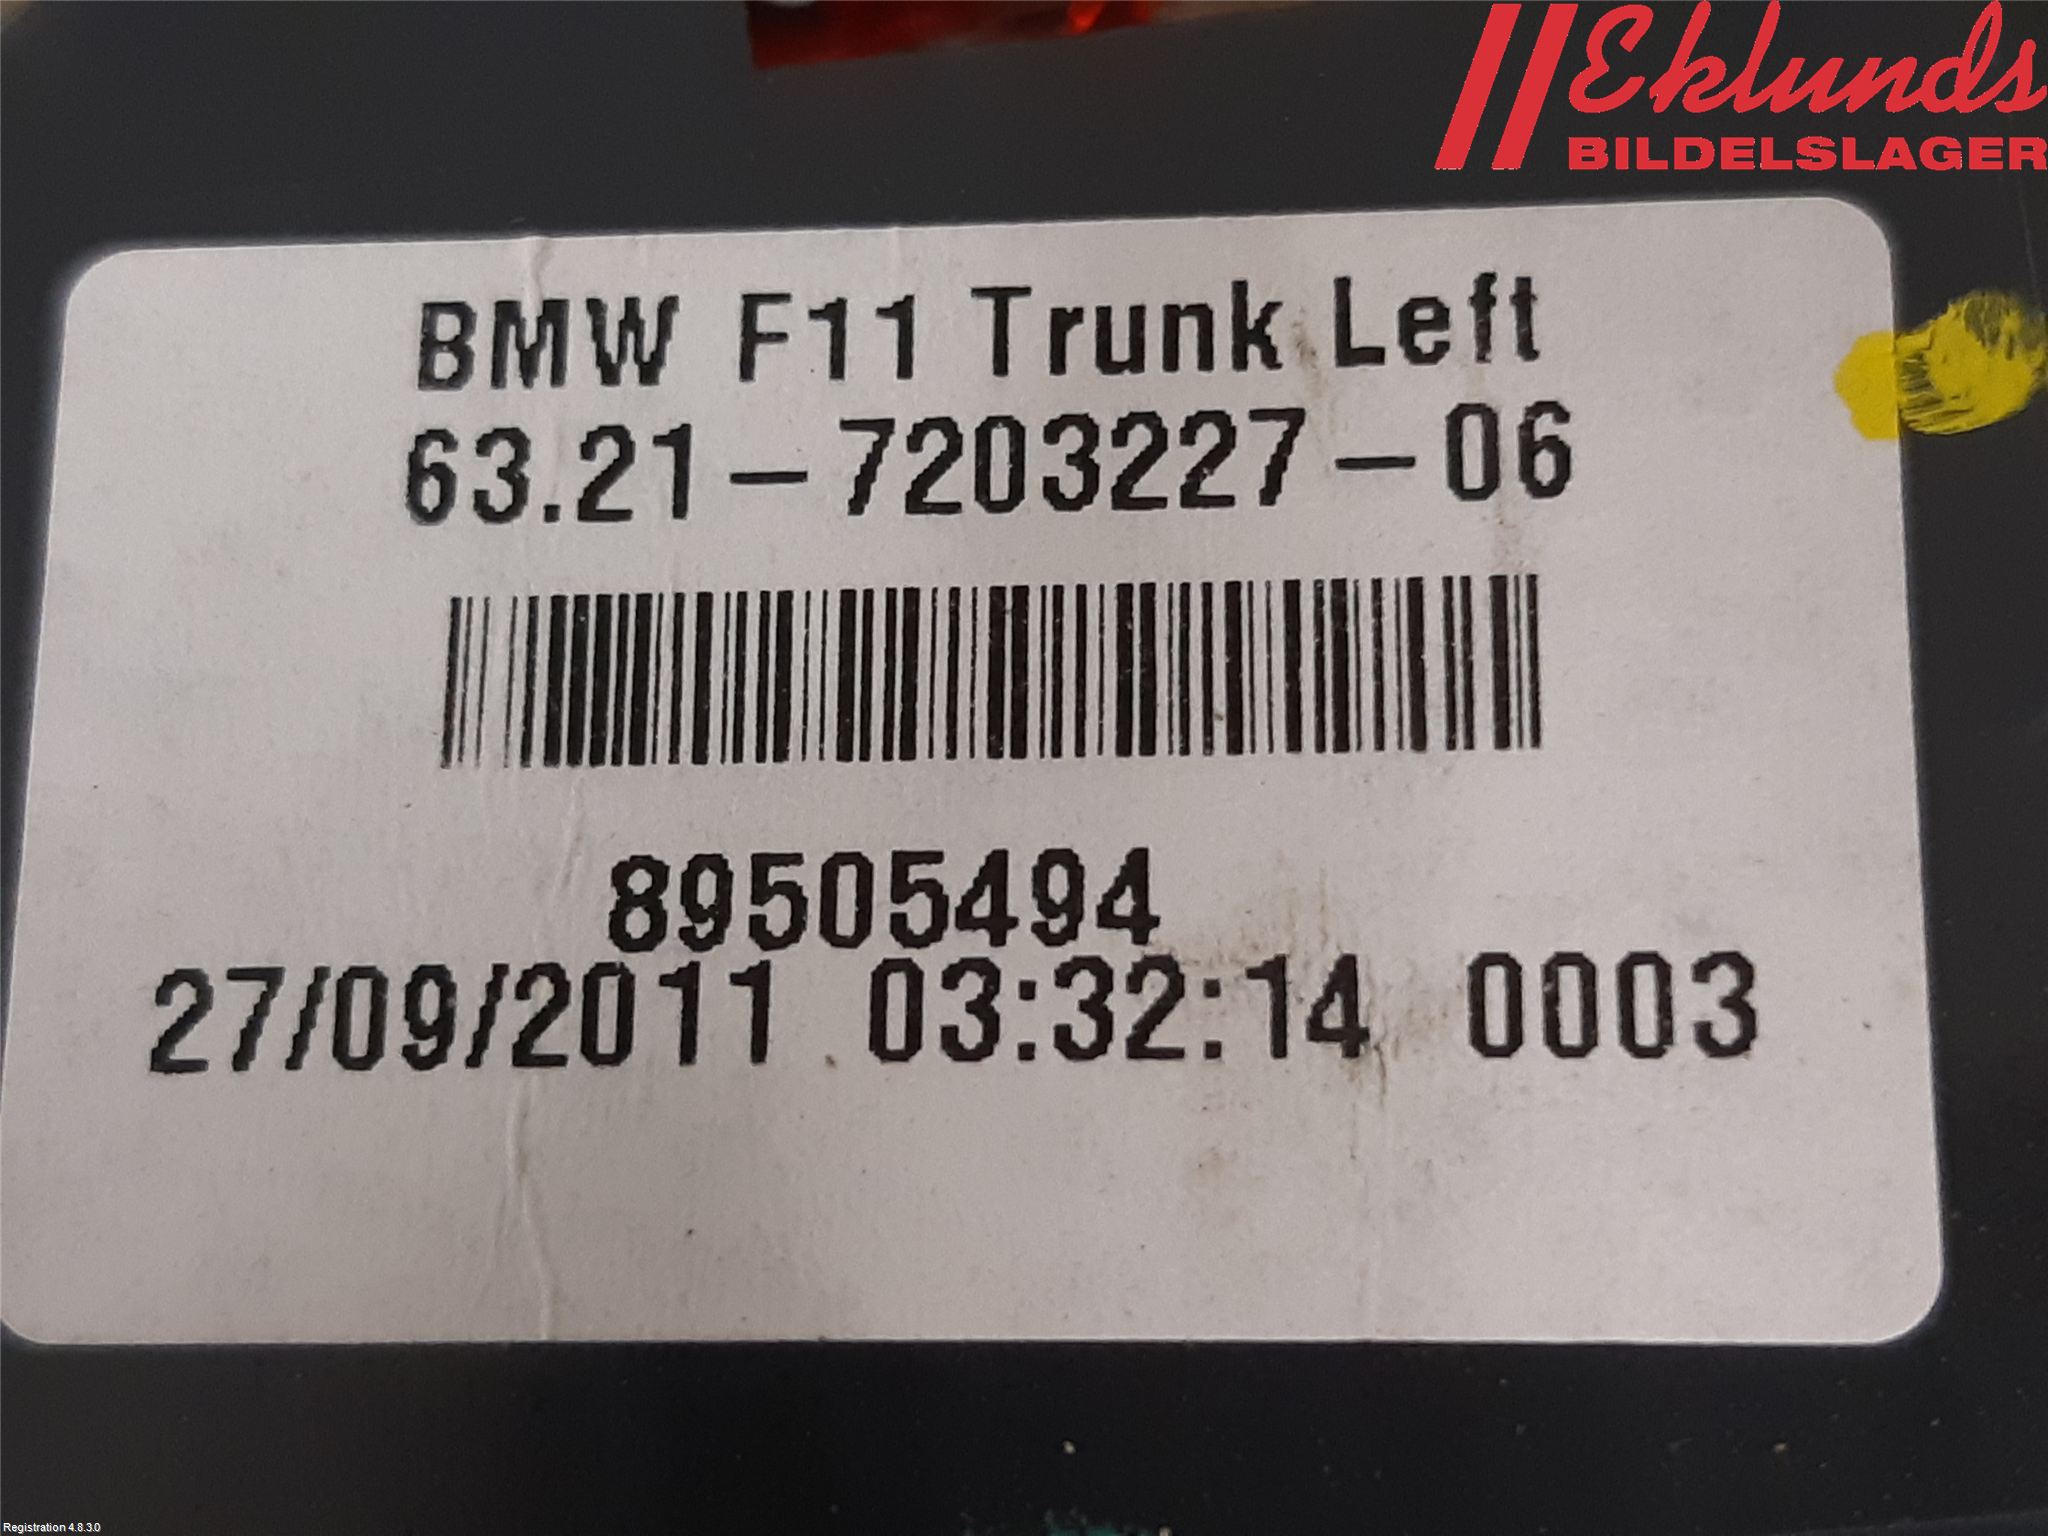 Eklunds
BILDELSLAGER
BMW F11 Trunk Left
63.21-7203227-06
89505494
27/09/2011 03:32:14 0003
Registration 4.8.3.0